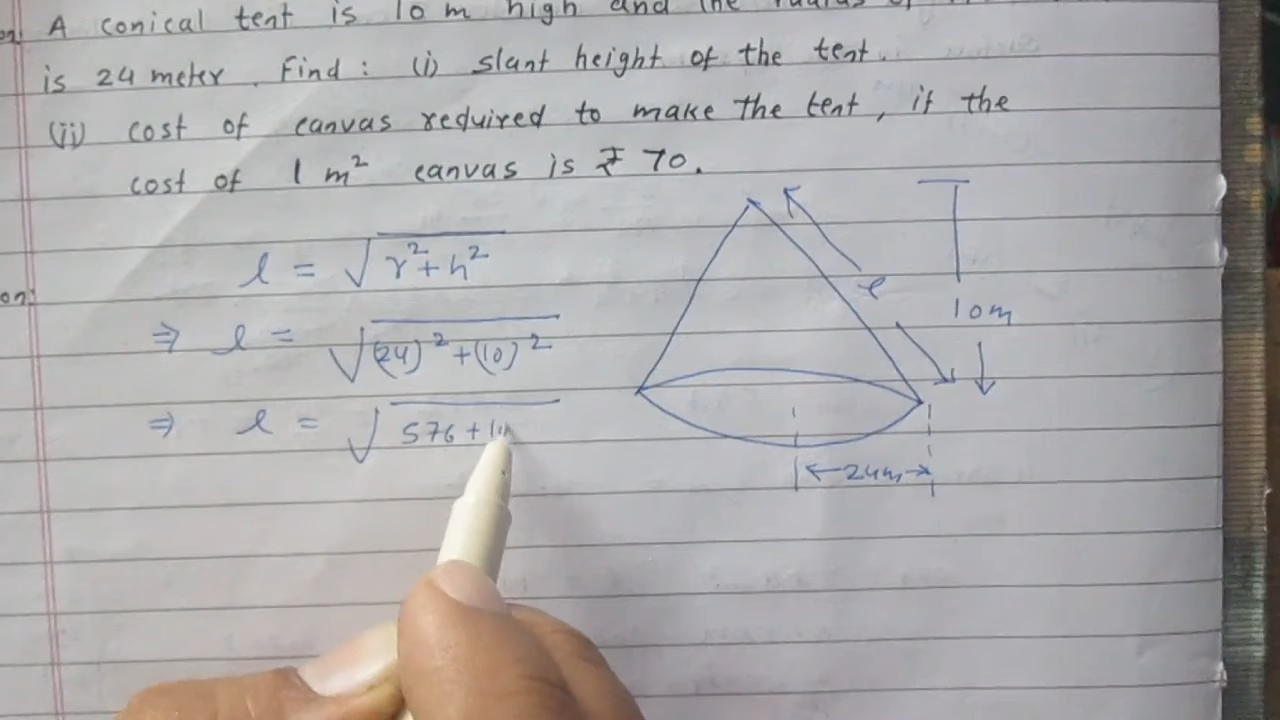 A conical tent is 10 m high and the radius of
is 24 meter. Find : (i) slant height of the tent.
(ii) cost of canvas required to make the tent, if the
cost of 1 m² canvas is ₹ 70.
l = √r²+h²
⇒ l = √(24)²+(10)²
⇒ l = √576+
l
10m
24m